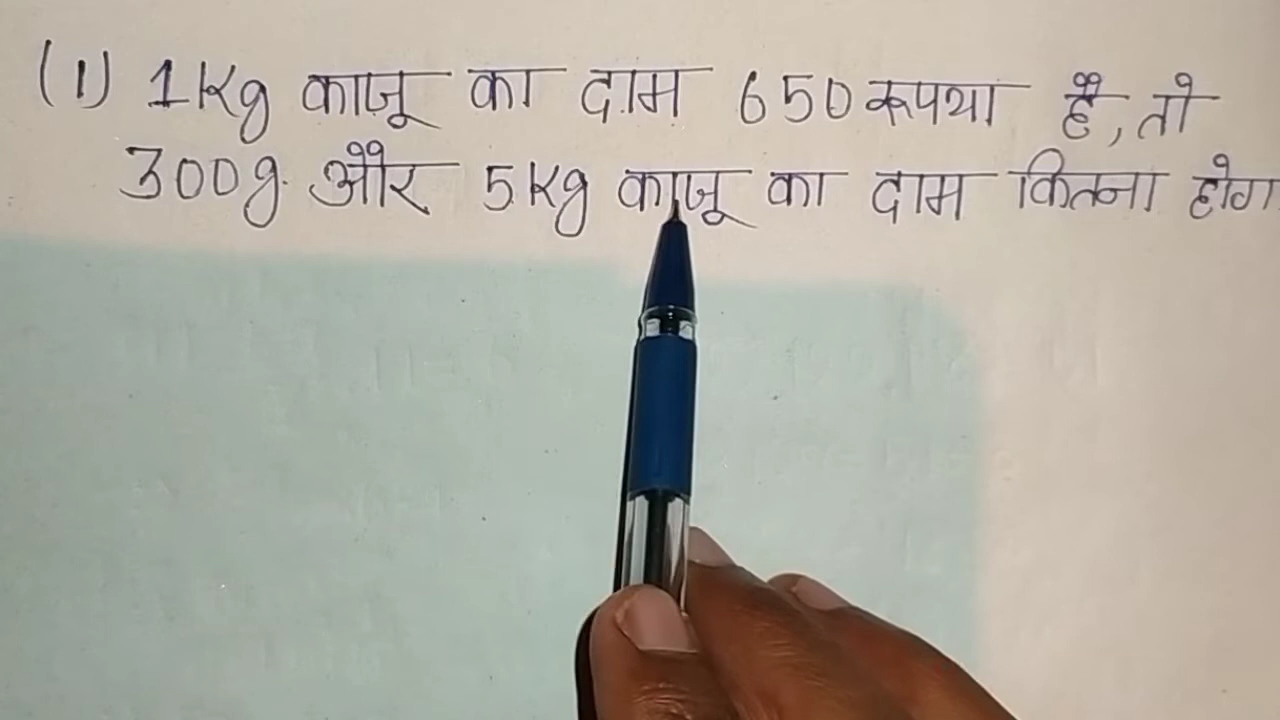 (1) 1Kg काजू का दाम 650 रूपया है, तो
300g. और 5Kg काजू का दाम कितना होगा